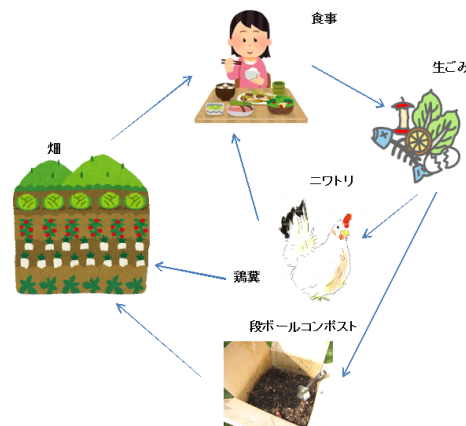 食事
生ごみ
畑
ニワトリ
鶏糞
段ボールコンポスト